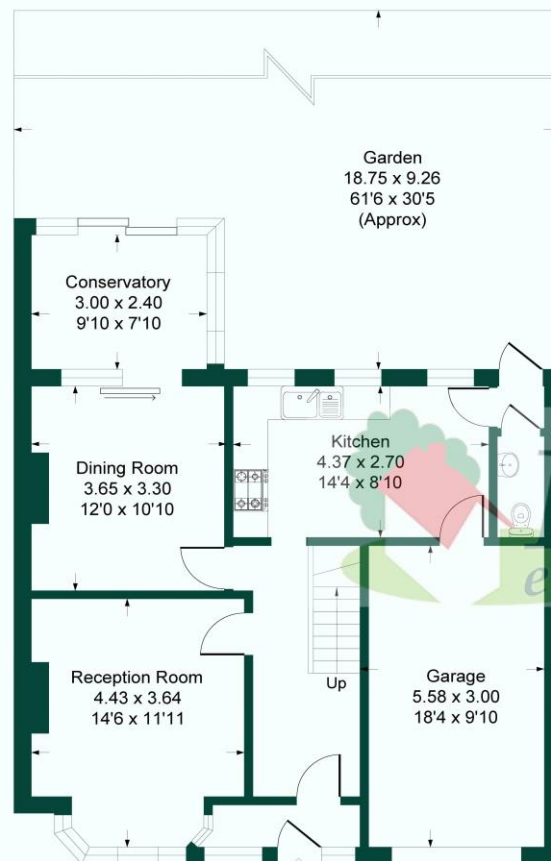 Garden
18.75 x 9.26
61'6 x 30'5
(Approx)
Conservatory
3.00 x 2.40
9'10 x 7'10
Kitchen
4.37 x 2.70
14'4 x 8'10
Dining Room
3.65 x 3.30
12'0 x 10'10
Reception Room
4.43 x 3.64
14'6 x 11'11
Up
Garage
5.58 x 3.00
18'4 x 9'10